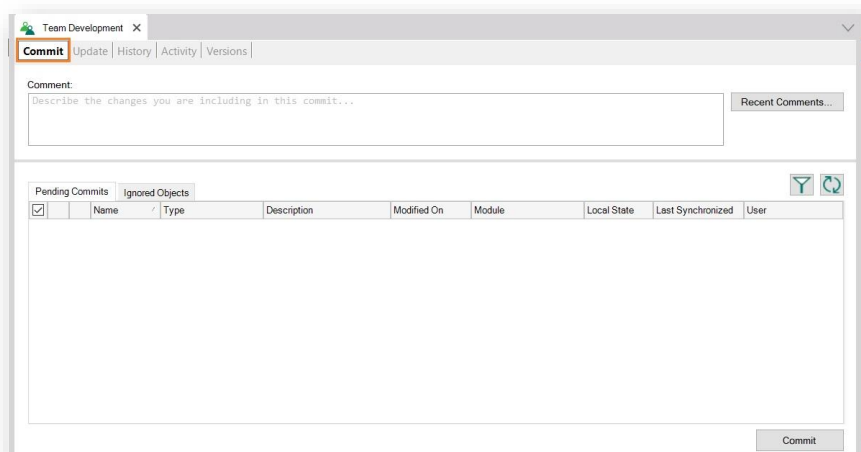 Team Development X
Commit Update History Activity Versions
Comment:
Describe the changes you are including in this commit...
Recent Comments...
Pending Commits Ignored Objects
Name Type Description Modified On Module Local State Last Synchronized User
Commit